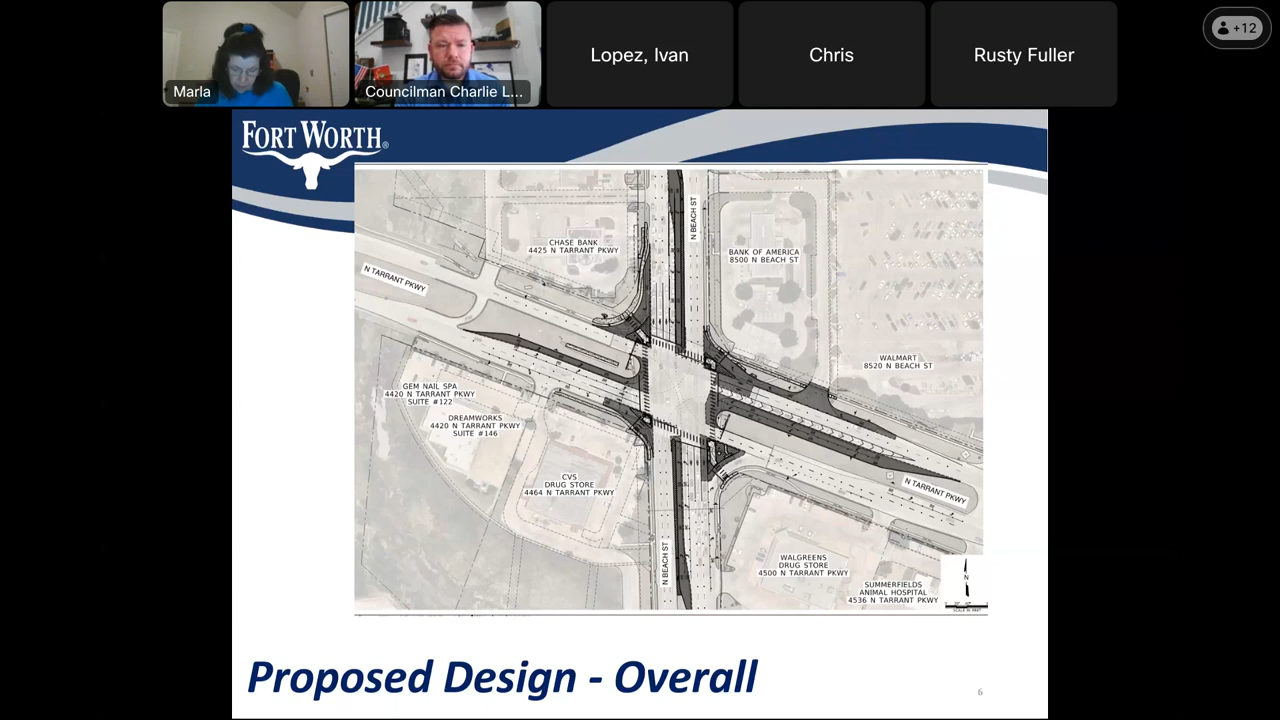 Marla
Councilman Charlie L...
Lopez, Ivan
Chris
Rusty Fuller
+12
FORT WORTH®
N BEACH ST
CHASE BANK
4425 N TARRANT PKWY
BANK OF AMERICA
8500 N BEACH ST
N TARRANT PKWY
WALMART
8520 N BEACH ST
GEM NAIL SPA
4420 N TARRANT PKWY
SUITE #122
DREAMWORKS
4420 N TARRANT PKWY
SUITE #146
CVS
DRUG STORE
4464 N TARRANT PKWY
N TARRANT PKWY
N BEACH ST
WALGREENS
DRUG STORE
4500 N TARRANT PKWY
SUMMERFIELDS
ANIMAL HOSPITAL
4536 N TARRANT PKWY
N
SCALE IN FEET
Proposed Design - Overall
6